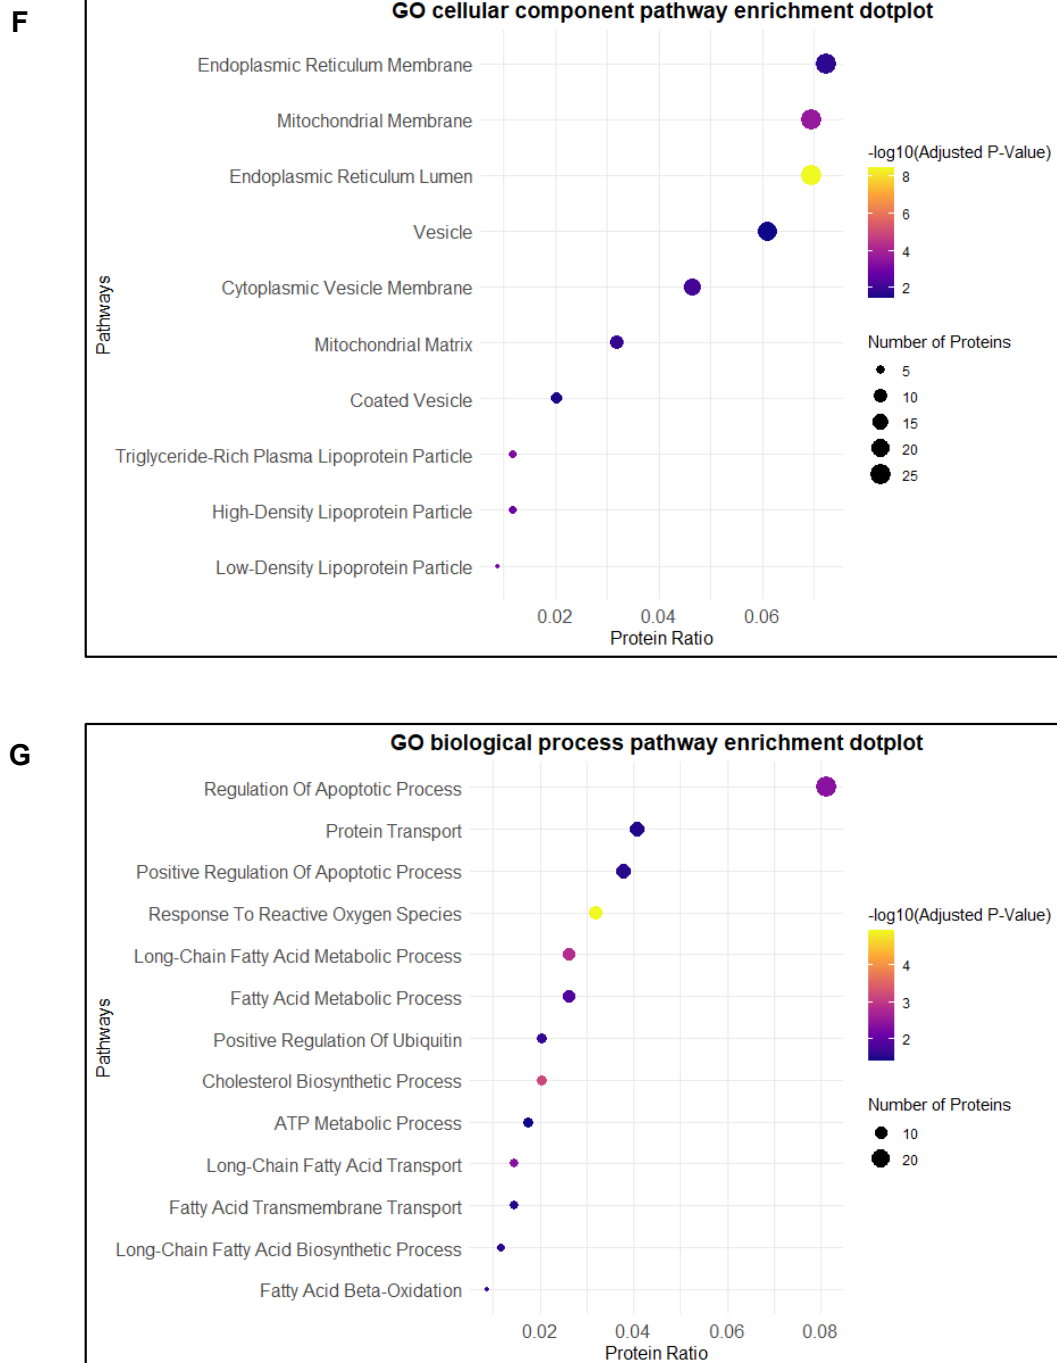 F
GO cellular component pathway enrichment dotplot
Endoplasmic Reticulum Membrane
Mitochondrial Membrane
Endoplasmic Reticulum Lumen
Vesicle
Cytoplasmic Vesicle Membrane
Mitochondrial Matrix
Coated Vesicle
Triglyceride-Rich Plasma Lipoprotein Particle
High-Density Lipoprotein Particle
Low-Density Lipoprotein Particle
Pathways
0.02 0.04 0.06
Protein Ratio
-log10(Adjusted P-Value)
8
6
4
2
Number of Proteins
5
10
15
20
25
G
GO biological process pathway enrichment dotplot
Regulation Of Apoptotic Process
Protein Transport
Positive Regulation Of Apoptotic Process
Response To Reactive Oxygen Species
Long-Chain Fatty Acid Metabolic Process
Fatty Acid Metabolic Process
Positive Regulation Of Ubiquitin
Cholesterol Biosynthetic Process
ATP Metabolic Process
Long-Chain Fatty Acid Transport
Fatty Acid Transmembrane Transport
Long-Chain Fatty Acid Biosynthetic Process
Fatty Acid Beta-Oxidation
Pathways
0.02 0.04 0.06 0.08
Protein Ratio
-log10(Adjusted P-Value)
4
3
2
Number of Proteins
10
20